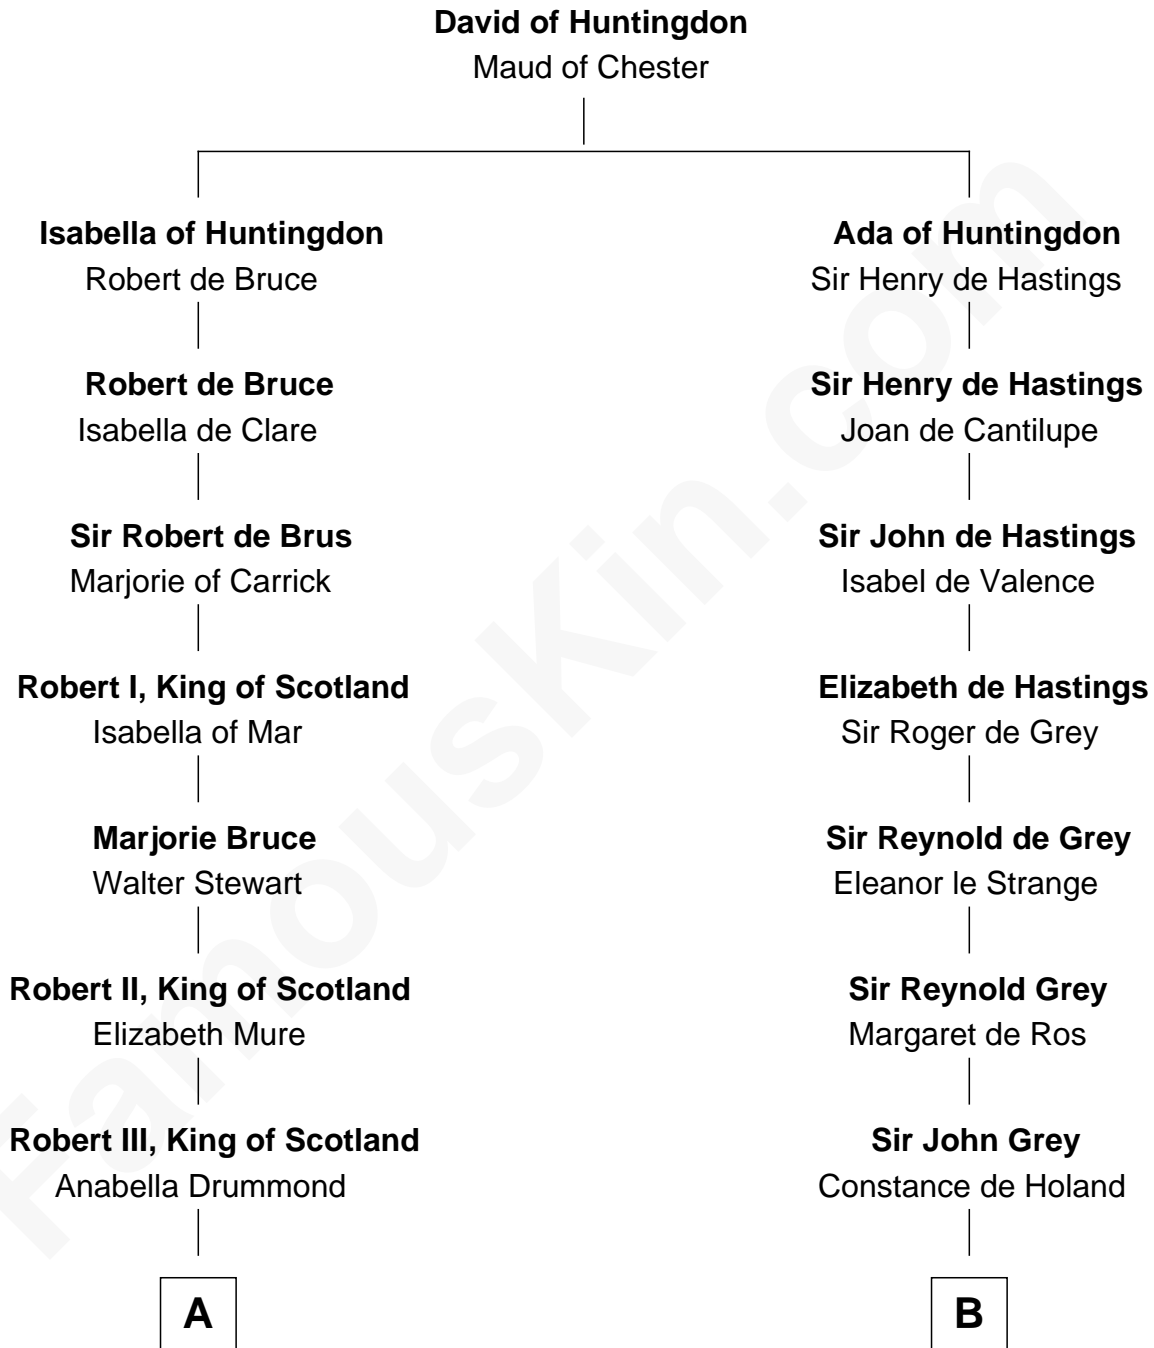 David of Huntingdon
Maud of Chester
Isabella of Huntingdon
Robert de Bruce
Robert de Bruce
Isabella de Clare
Sir Robert de Brus
Marjorie of Carrick
Robert I, King of Scotland
Isabella of Mar
Marjorie Bruce
Walter Stewart
Robert II, King of Scotland
Elizabeth Mure
Robert III, King of Scotland
Anabella Drummond
A
Ada of Huntingdon
Sir Henry de Hastings
Sir Henry de Hastings
Joan de Cantilupe
Sir John de Hastings
Isabel de Valence
Elizabeth de Hastings
Sir Roger de Grey
Sir Reynold de Grey
Eleanor le Strange
Sir Reynold Grey
Margaret de Ros
Sir John Grey
Constance de Holand
B
FamousKin.com